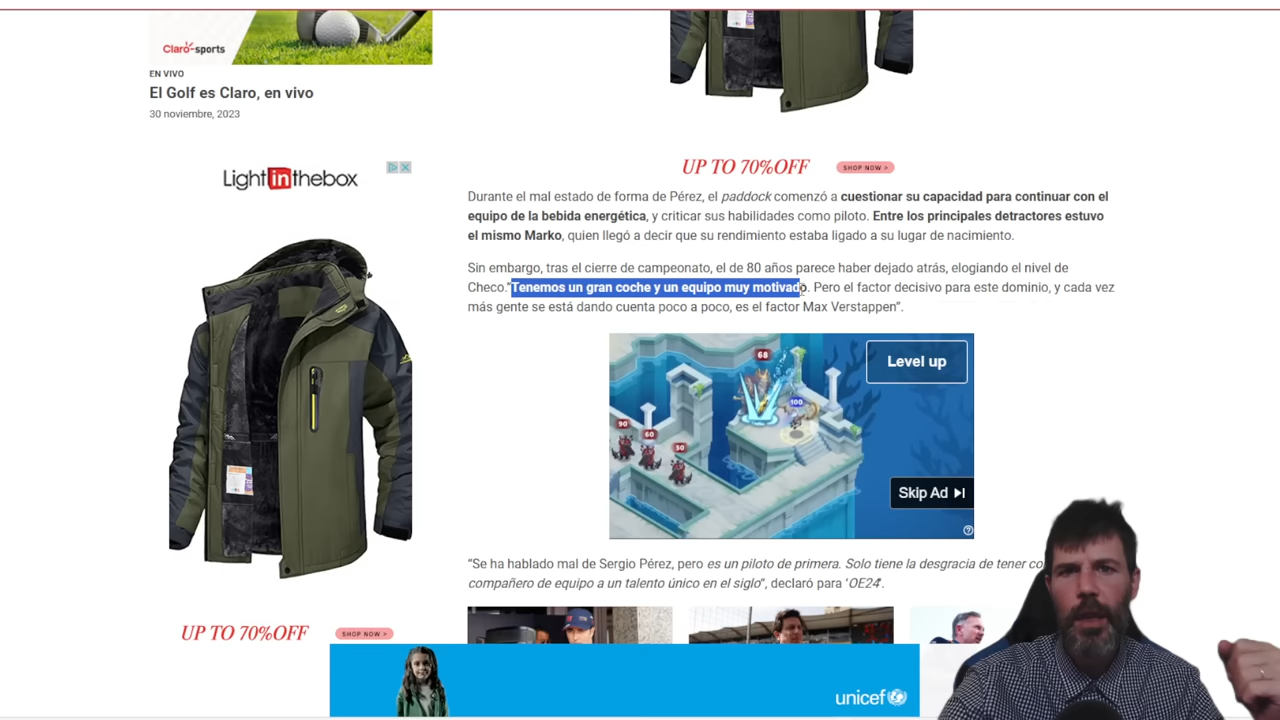 Claro-sports
EN VIVO
El Golf es Claro, en vivo
30 noviembre, 2023
Lightinthebox
UP TO 70%OFF
SHOP NOW >
UP TO 70%OFF
SHOP NOW >
Durante el mal estado de forma de Pérez, el paddock comenzó a cuestionar su capacidad para continuar con el
equipo de la bebida energética, y criticar sus habilidades como piloto. Entre los principales detractores estuvo
el mismo Marko, quien llegó a decir que su rendimiento estaba ligado a su lugar de nacimiento.
Sin embargo, tras el cierre de campeonato, el de 80 años parece haber dejado atrás, elogiando el nivel de
Checo."Tenemos un gran coche y un equipo muy motivado. Pero el factor decisivo para este dominio, y cada vez
más gente se está dando cuenta poco a poco, es el factor Max Verstappen".
68
100
90
60
50
Level up
Skip Ad
"Se ha hablado mal de Sergio Pérez, pero es un piloto de primera. Solo tiene la desgracia de tener
compañero de equipo a un talento único en el siglo", declaró para 'OE24'.
unicef